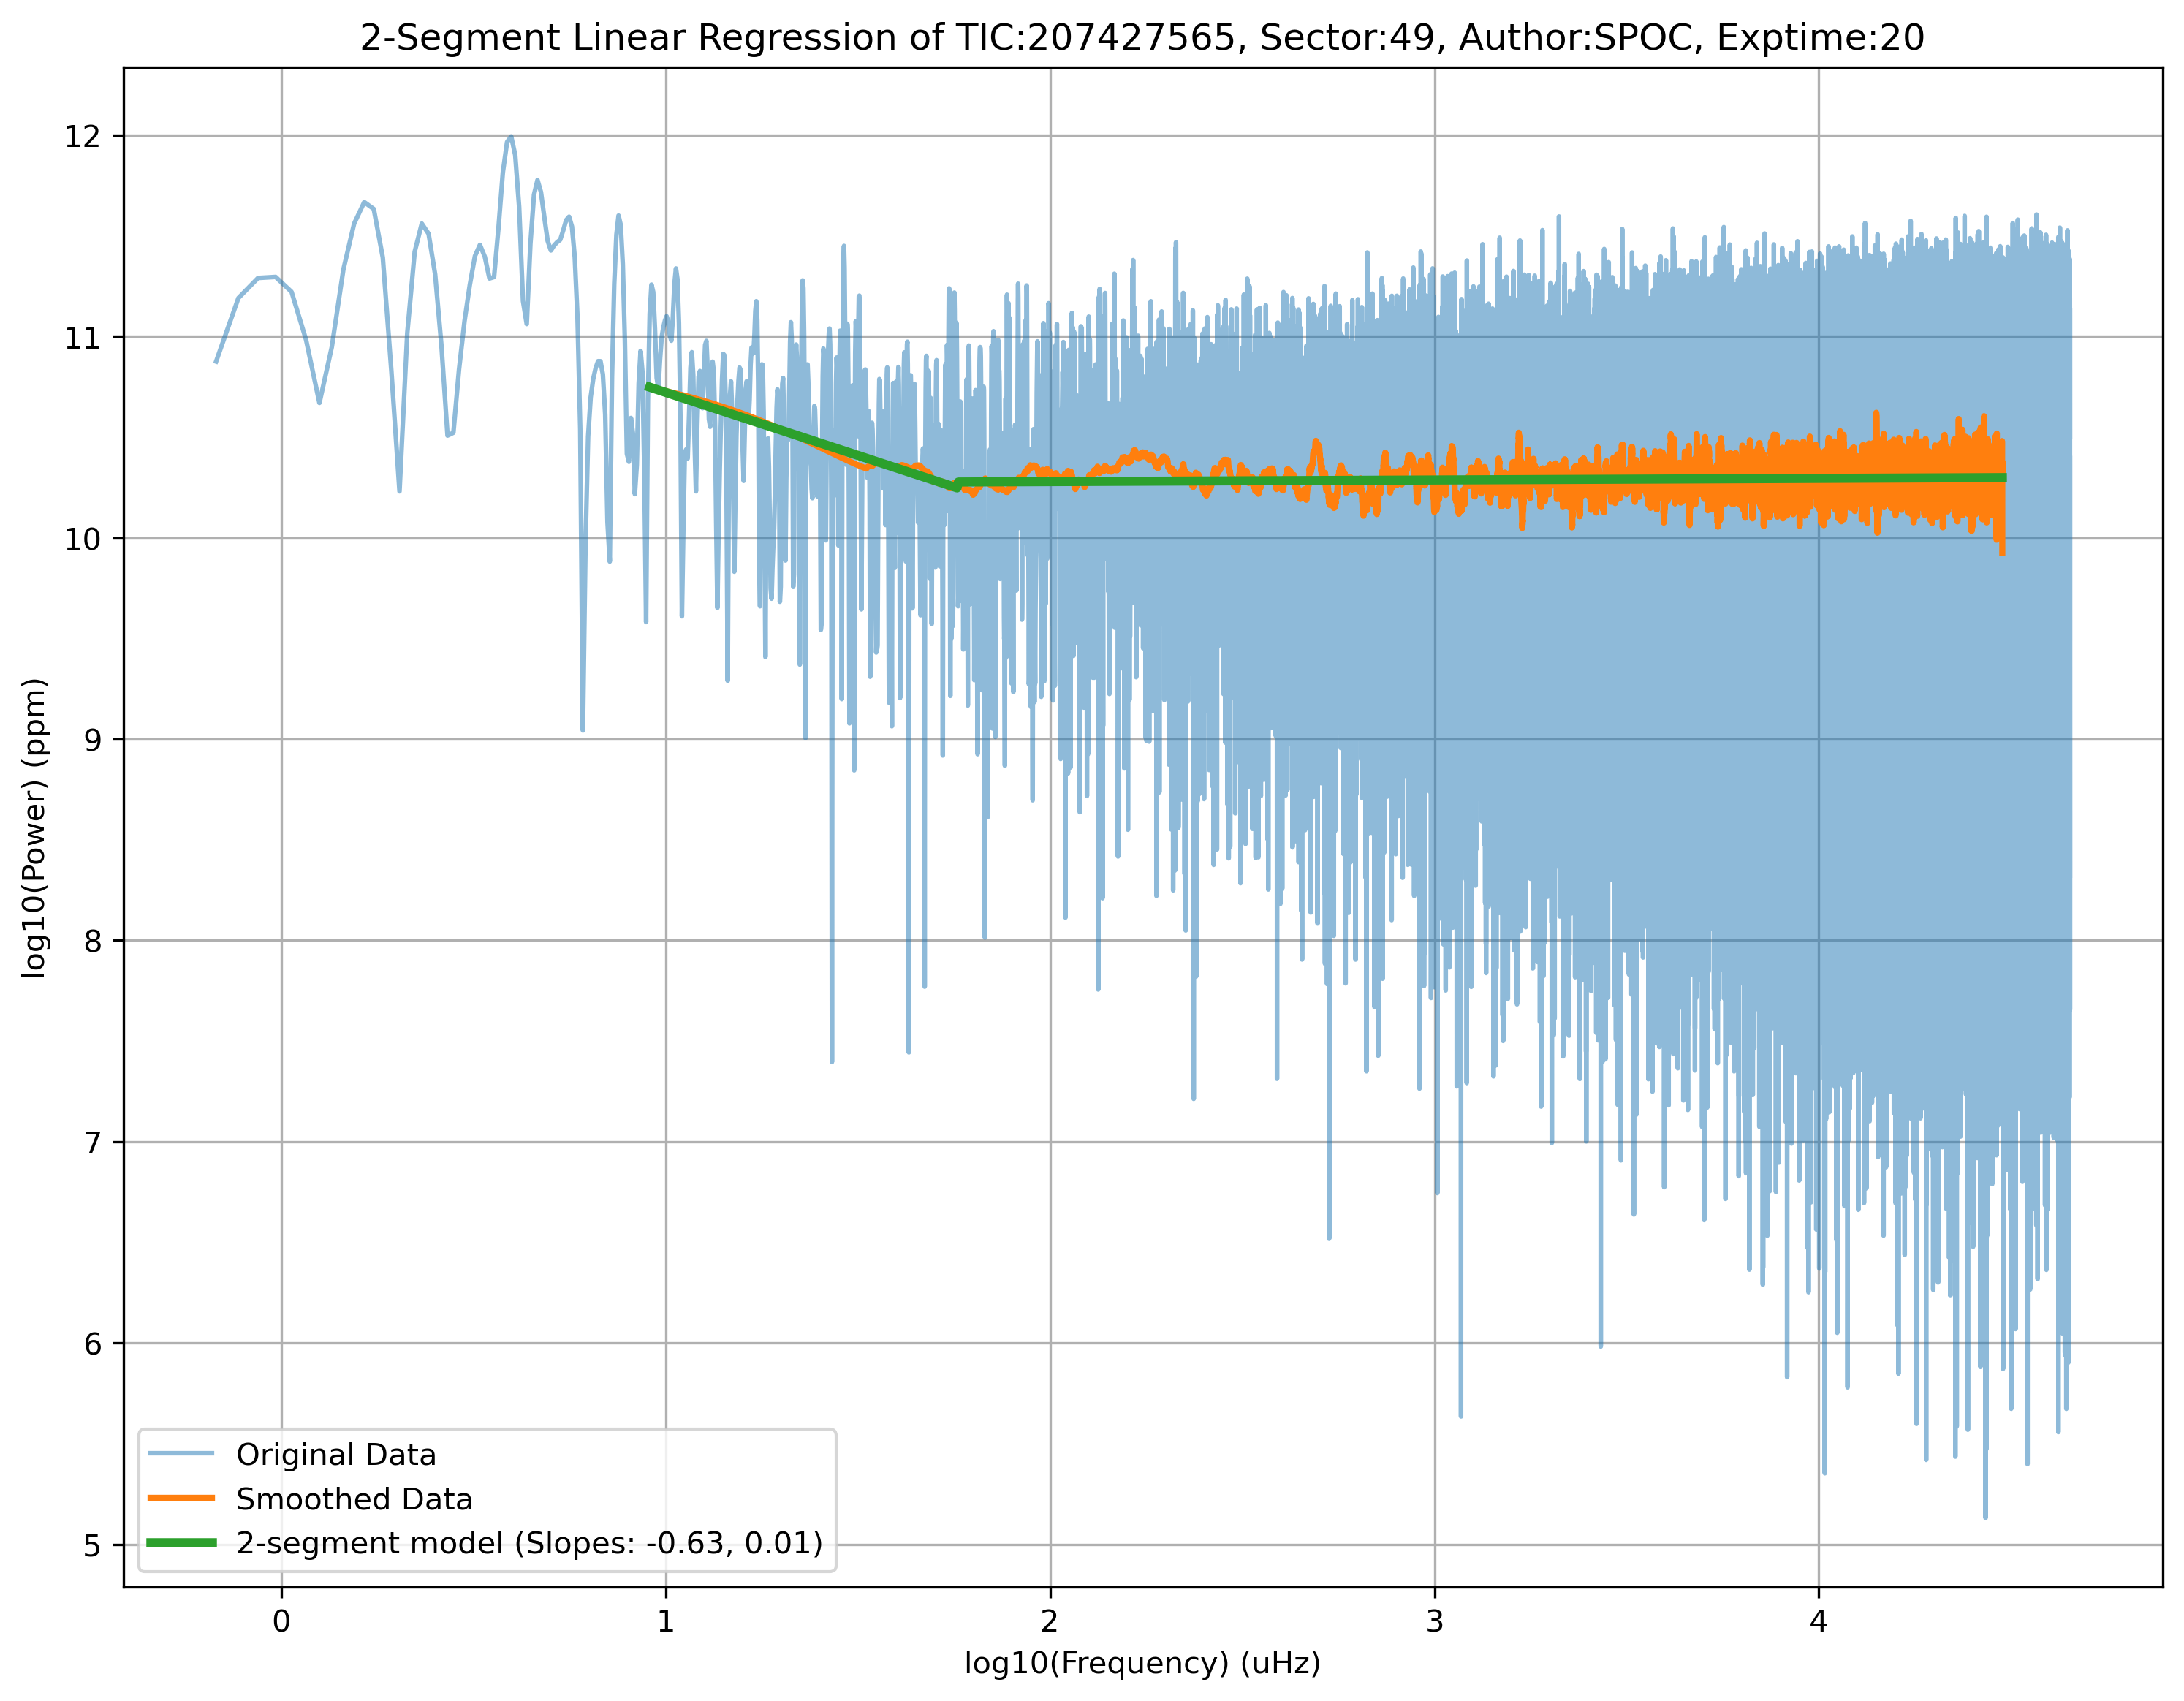 2-Segment Linear Regression of TIC:207427565, Sector:49, Author:SPOC, Exptime:20
12
11
10
9
8
7
6
5
log10(Power) (ppm)
Original Data
Smoothed Data
2-segment model (Slopes: -0.63, 0.01)
0 1 2 3 4
log10(Frequency) (uHz)